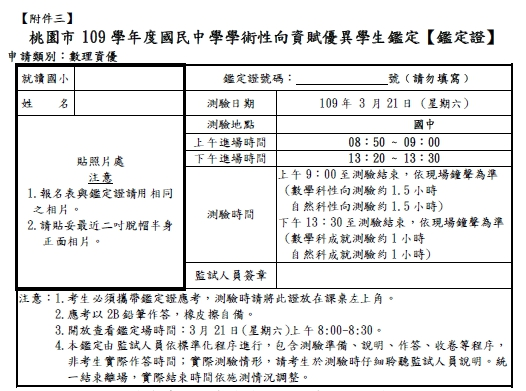 【附件三】
桃園市 109 學年度國民中學學術性向資賦優異學生鑑定【鑑定證】
申請類別：數理資優
就讀國小
鑑定證號碼：＿＿＿＿＿＿＿號（請勿填寫）
姓 名
測驗日期
109 年 3 月 21 日（星期六）
測驗地點
國中
上午進場時間
08：50 ~ 09：00
下午進場時間
13：20 ~ 13：30
貼照片處
注意
1.報名表與鑑定證請用相同
之相片。
2.請貼妥最近二吋脫帽半身
正面相片。
測驗時間
上午 9：00 至測驗結束，依現場鐘聲為準
（數學科性向測驗約 1.5 小時
自然科性向測驗約 1.5 小時）
下午 13：30 至測驗結束，依現場鐘聲為準
（數學科成就測驗約 1 小時
自然科成就測驗約 1 小時）
監試人員簽章
注意：1.考生必須攜帶鑑定證應考，測驗時請將此證放在課桌左上角。
2.應考以 2B 鉛筆作答，橡皮擦自備。
3.開放查看鑑定場時間：3 月 21 日(星期六)上午 8:00-8:30。
4.本鑑定由監試人員依標準化程序進行，包含測驗準備、說明、作答、收卷等程序，
非考生實際作答時間；實際測驗情形，請考生於測驗時仔細聆聽監試人員說明。統
一結束離場，實際結束時間依施測情況調整。